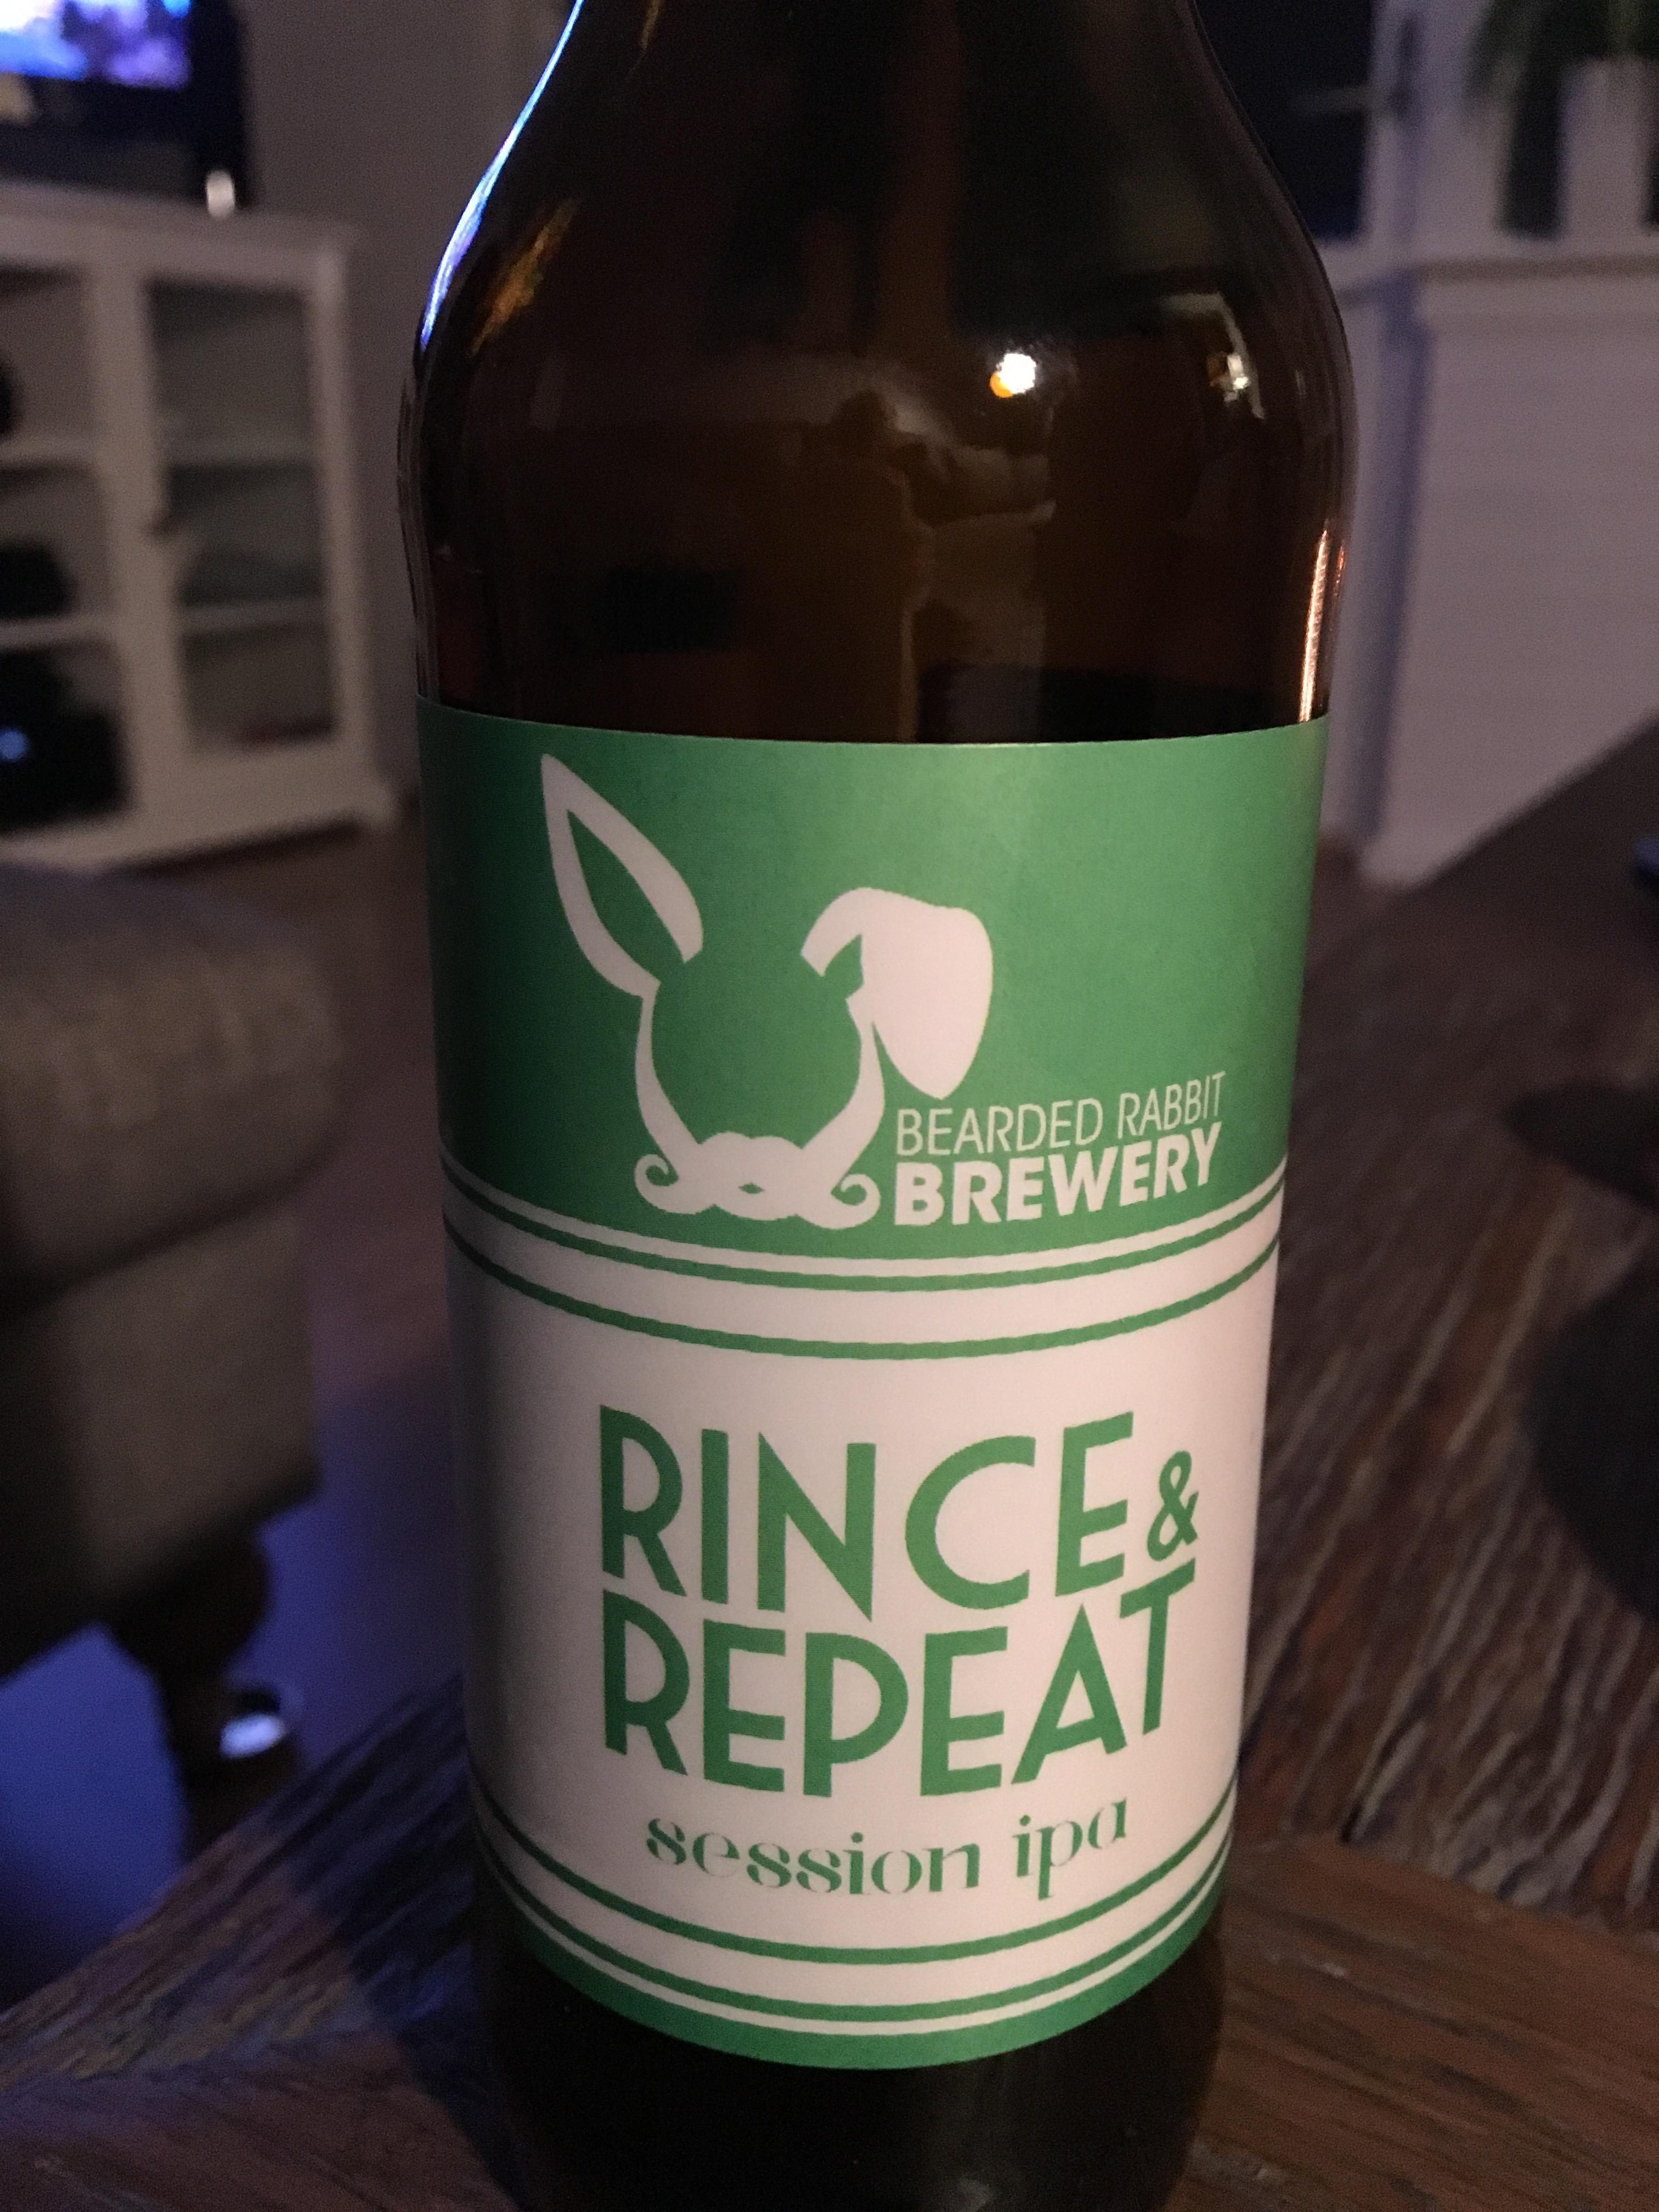 BEARDED RABBIT
BREWERY
RINCE &
REPEAT
session ipa